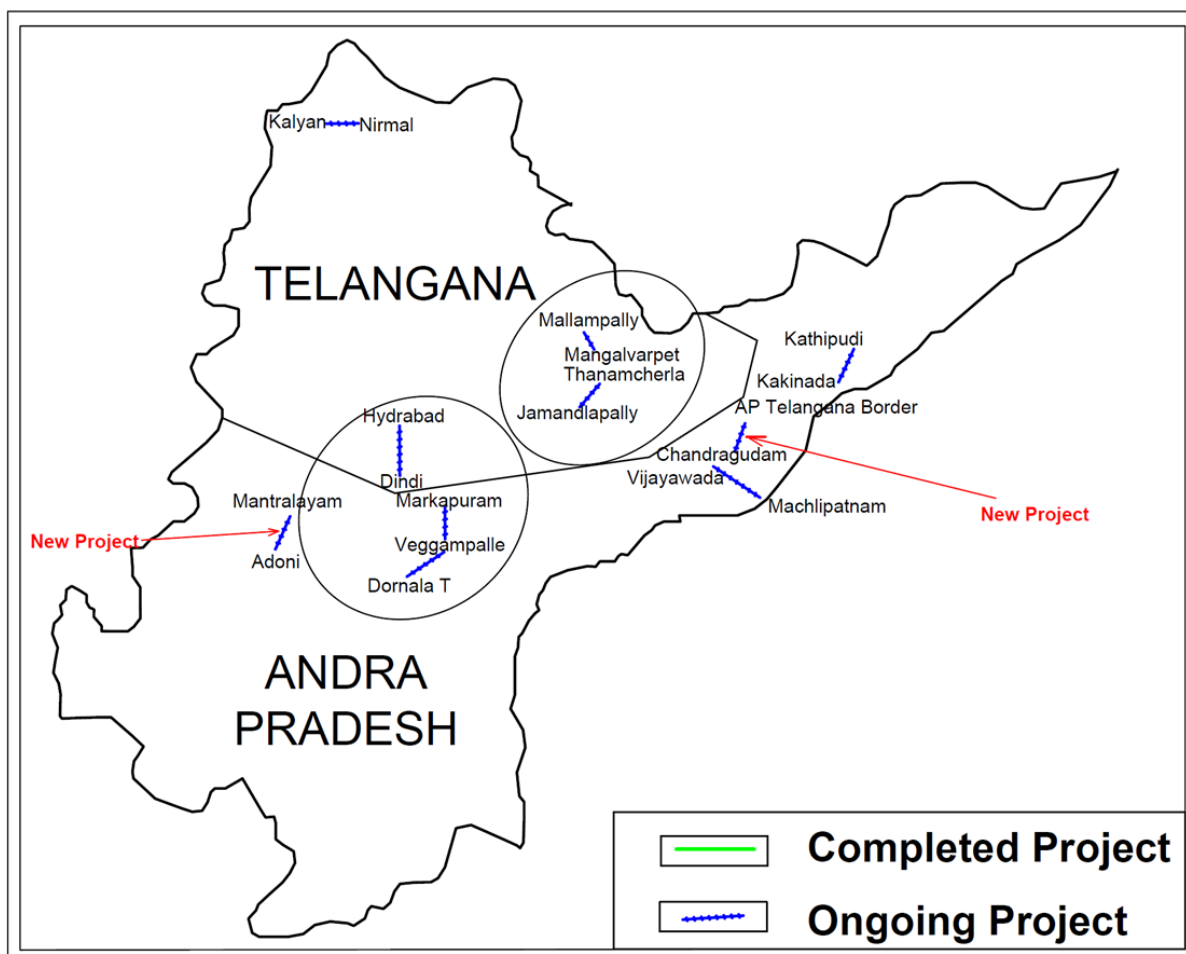 Kalyan
Nirmal
TELANGANA
Mallampally
Mangalvarpet
Thanamcherla
Jamandlapally
Kathipudi
Kakinada
AP Telangana Border
Chandragudam
Vijayawada
Machlipatnam
New Project
Hydrabad
Dindi
Markapuram
Veggampalle
Dornala T
Mantralayam
New Project
Adoni
ANDRA
PRADESH
Completed Project
Ongoing Project